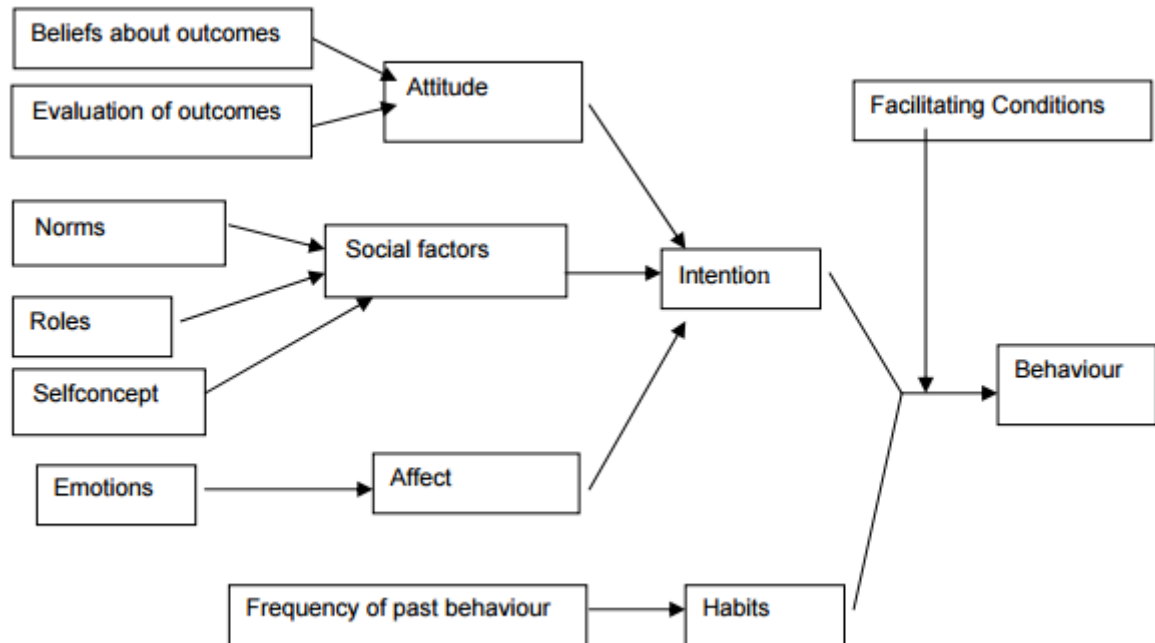 Beliefs about outcomes
Evaluation of outcomes
Attitude
Facilitating Conditions
Norms
Social factors
Intention
Roles
Selfconcept
Behaviour
Emotions
Affect
Frequency of past behaviour
Habits